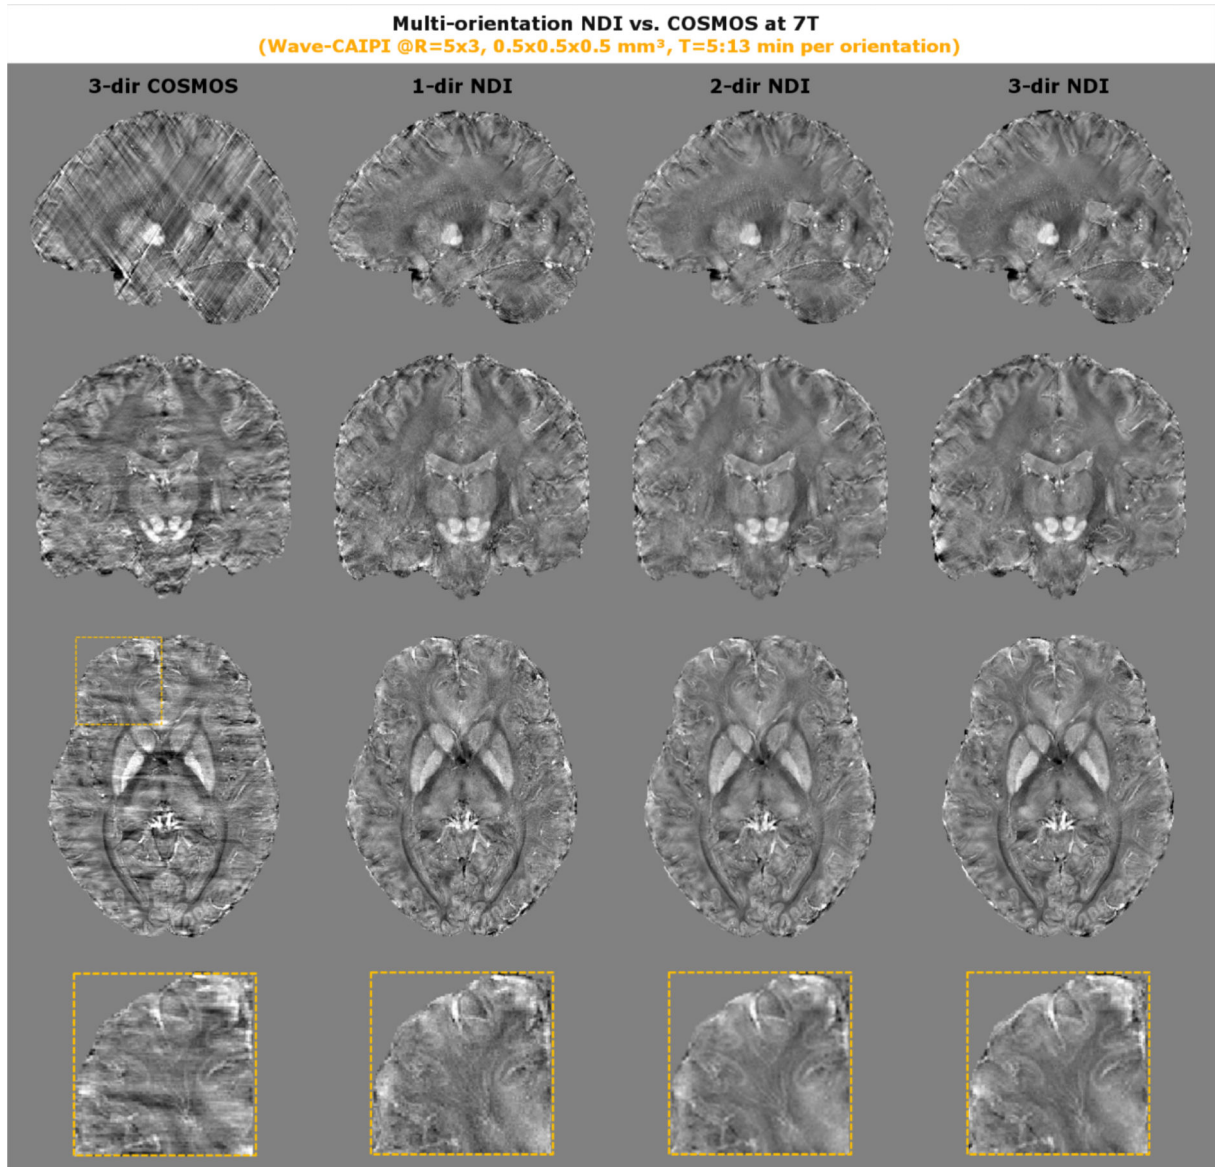 Multi-orientation NDI vs. COSMOS at 7T
(Wave-CAIPI @R=5x3, 0.5x0.5x0.5 mm³, T=5:13 min per orientation)
3-dir COSMOS 1-dir NDI 2-dir NDI 3-dir NDI